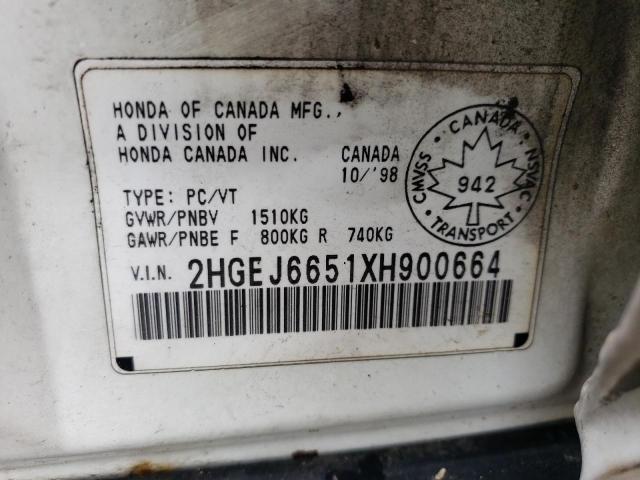 HONDA OF CANADA MFG.,
A DIVISION OF
HONDA CANADA INC. CANADA
10/'98
TYPE: PC/VT
GVWR/PNBV 1510KG
GAWR/PNBE F 800KG R 740KG
V.I.N. 2HGEJ6651XH900664
CMVSS • CANADA • NSVAC
942
• TRANSPORT •